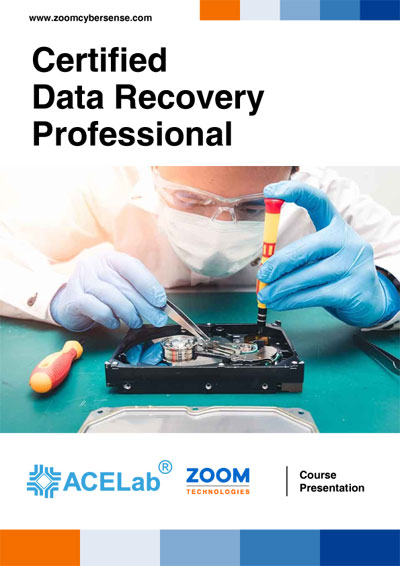 www.zoomcybersense.com
Certified
Data Recovery
Professional
ACELab®
ZOOM
TECHNOLOGIES
Course
Presentation